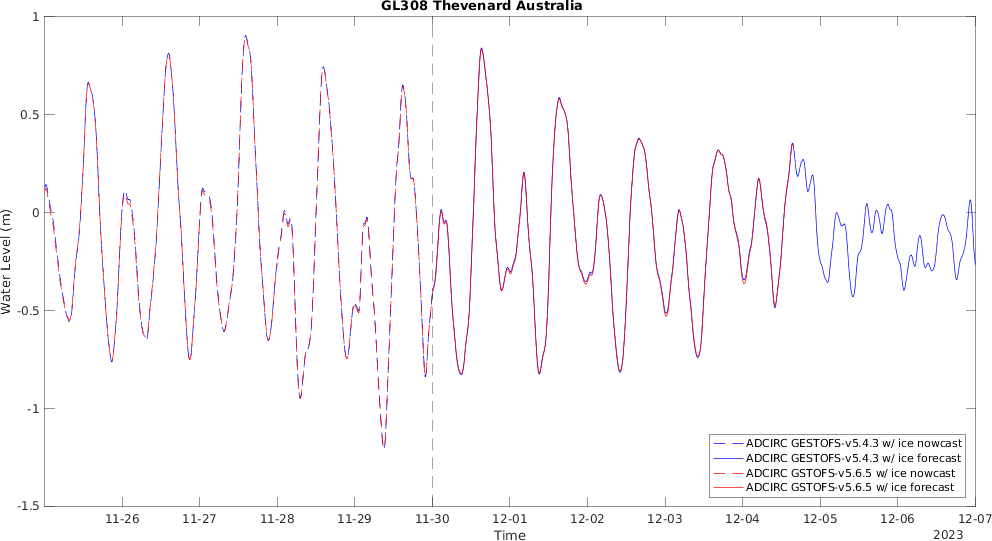 GL308 Thevenard Australia
1
0.5
0
-0.5
-1
-1.5
Water Level (m)
11-26
11-27
11-28
11-29
11-30
12-01
12-02
12-03
12-04
12-05
12-06
12-07
Time
2023
ADCIRC GESTOFS-v5.4.3 w/ ice nowcast
ADCIRC GESTOFS-v5.4.3 w/ ice forecast
ADCIRC GSTOFS-v5.6.5 w/ ice nowcast
ADCIRC GSTOFS-v5.6.5 w/ ice forecast